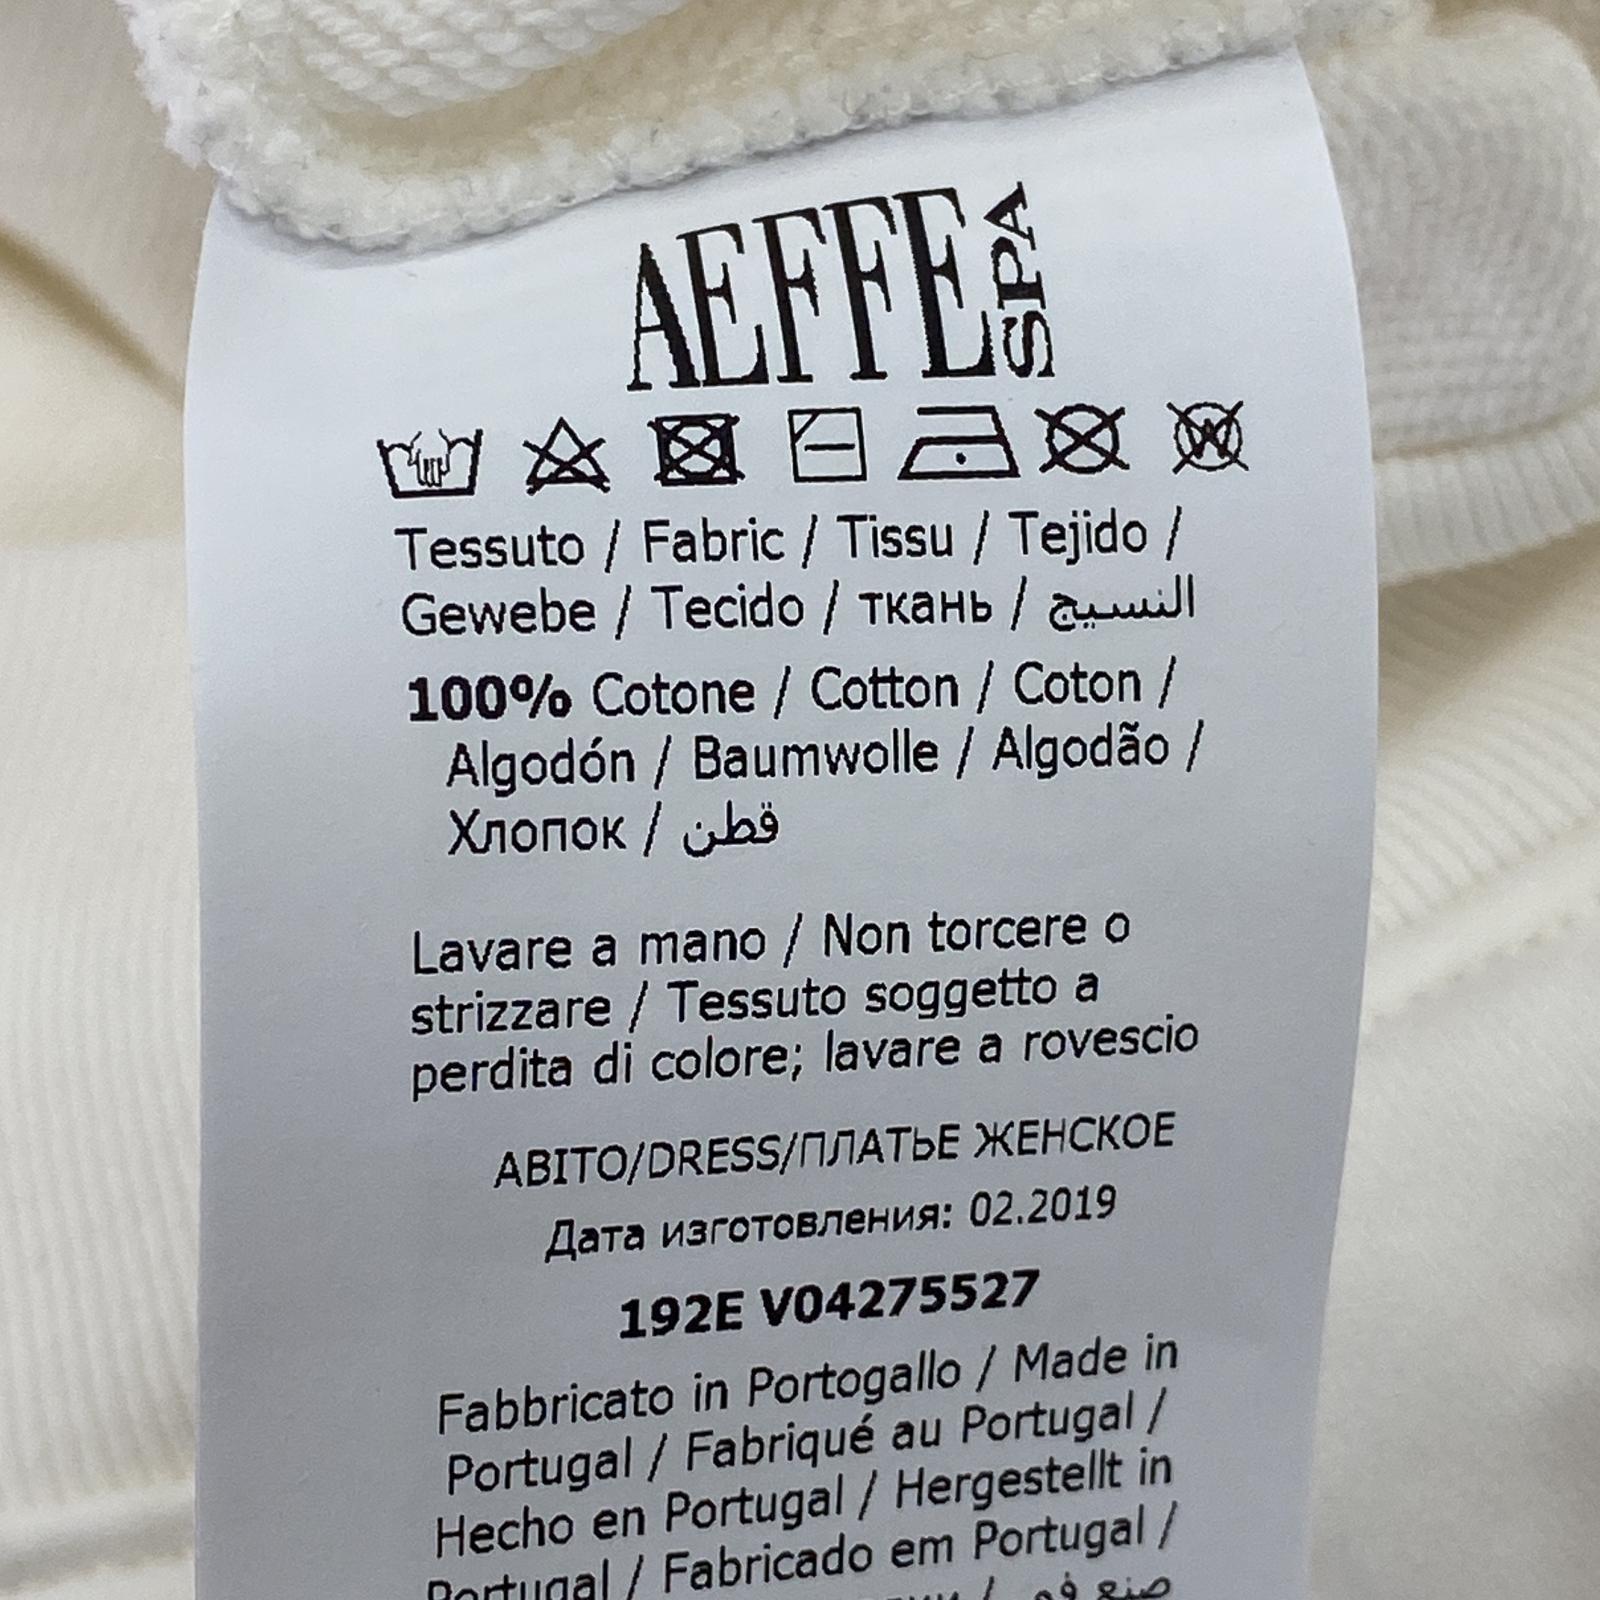 AEFFE SPA
W
Tessuto / Fabric / Tissu / Tejido /
Gewebe / Tecido / ткань / النسيج
100% Cotone / Cotton / Coton /
Algodón / Baumwolle / Algodão /
Хлопок / قطن
Lavare a mano / Non torcere o
strizzare / Tessuto soggetto a
perdita di colore; lavare a rovescio
ABITO/DRESS/ПЛАТЬЕ ЖЕНСКОЕ
Дата изготовления: 02.2019
192E V04275527
Fabbricato in Portogallo / Made in
Portugal / Fabriqué au Portugal /
Hecho en Portugal / Hergestellt in
Portugal / Fabricado em Portugal /
/ صنع في